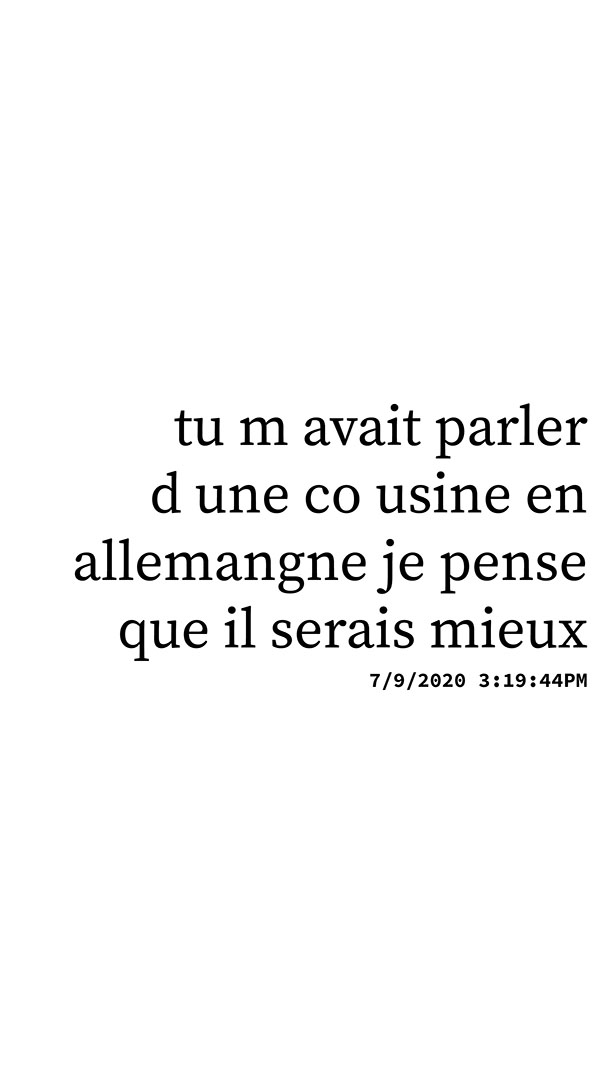 tu m avait parler
d une co usine en
allemangne je pense
que il serais mieux
7/9/2020 3:19:44PM